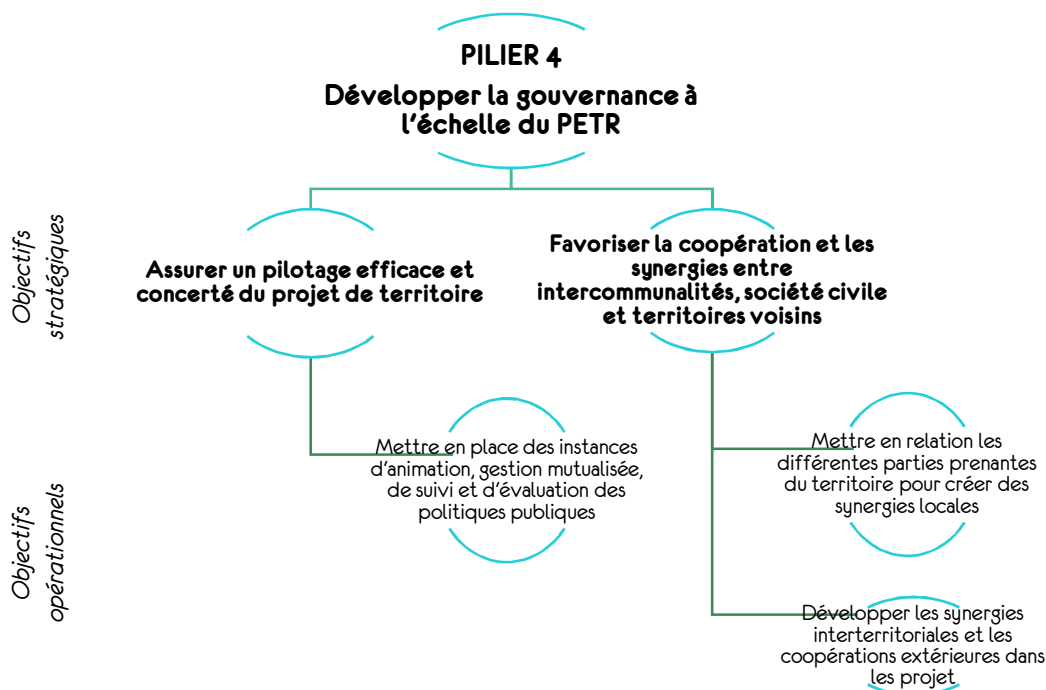 PILIER 4
Développer la gouvernance à
l'échelle du PETR
Objectifs
stratégiques
Assurer un pilotage efficace et
concerté du projet de territoire
Favoriser la coopération et les
synergies entre
intercommunalités, société civile
et territoires voisins
Objectifs
opérationnels
Mettre en place des instances
d'animation, gestion mutualisée,
de suivi et d'évaluation des
politiques publiques
Mettre en relation les
différentes parties prenantes
du territoire pour créer des
synergies locales
Développer les synergies
interterritoriales et les
coopérations extérieures dans
les projet